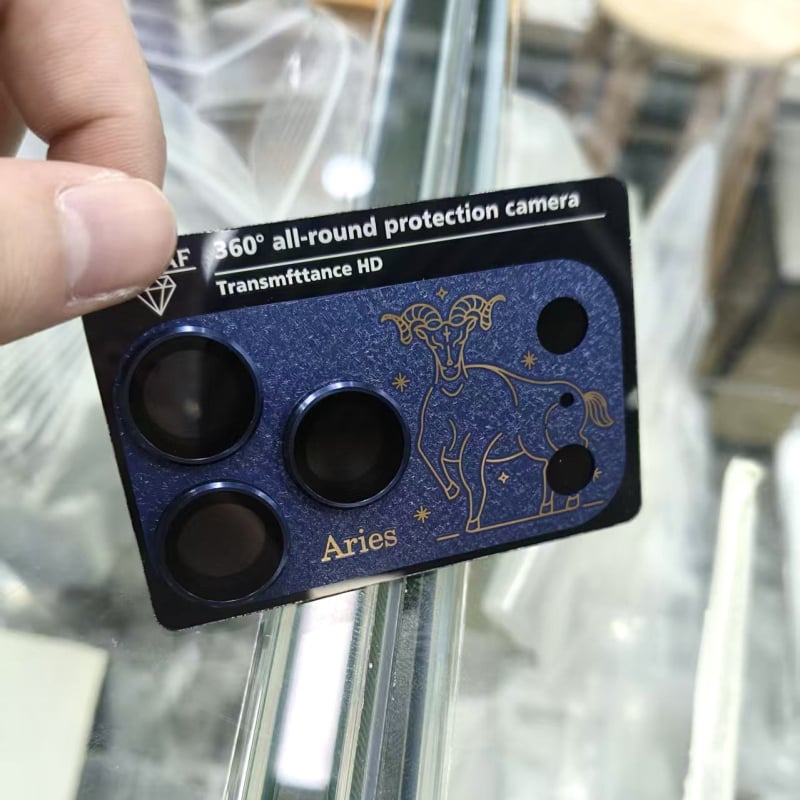 360° all-round protection camera
Transmfttance HD
Aries